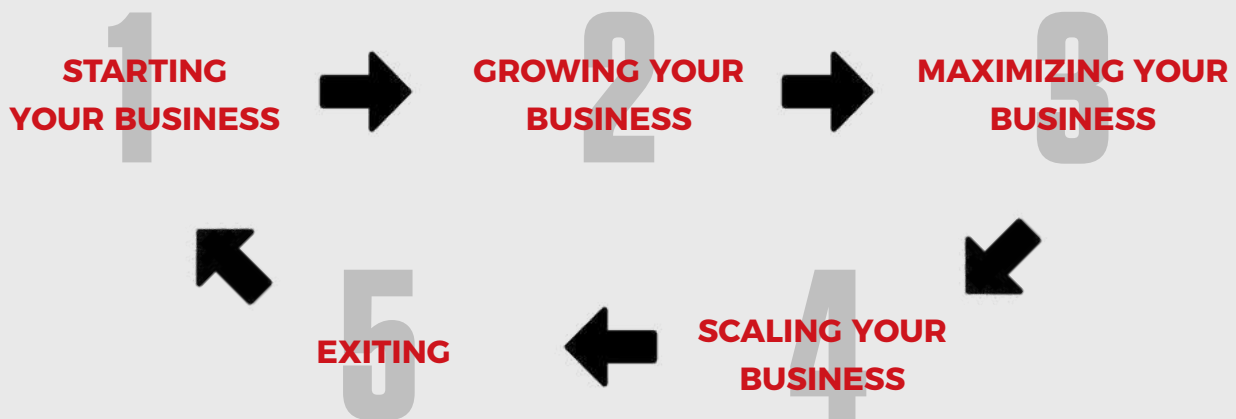 1
STARTING
YOUR BUSINESS
2
GROWING YOUR
BUSINESS
3
MAXIMIZING YOUR
BUSINESS
4
SCALING YOUR
BUSINESS
5
EXITING